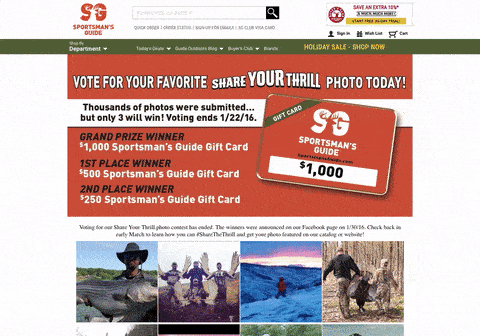 SG
SPORTSMAN'S
GUIDE
SAVE AN EXTRA 10%*
& MUCH, MUCH MORE!
START FREE 30-DAY TRIAL!
QUICK ORDER | ORDER STATUS | SIGN-UP FOR EMAILS | SG CLUB VISA CARD
Sign In
Wish List
Cart
Shop By
Department
Today's Deals
Guide Outdoors Blog
Buyer's Club
Brands
HOLIDAY SALE - SHOP NOW
VOTE FOR YOUR FAVORITE SHARE YOUR THRILL PHOTO TODAY!
Thousands of photos were submitted...
but only 3 will win! Voting ends 1/22/16.
GRAND PRIZE WINNER
$1,000 Sportsman's Guide Gift Card
1ST PLACE WINNER
$500 Sportsman's Guide Gift Card
2ND PLACE WINNER
$250 Sportsman's Guide Gift Card
GIFT CARD
SG
SPORTSMAN'S
GUIDE
sportsmansguide.com
$1,000
Voting for our Share Your Thrill photo contest has ended. The winners were announced on our Facebook page on 1/30/16. Check back in
early March to learn how you can #ShareTheThrill and get your photo featured on our catalog or website!